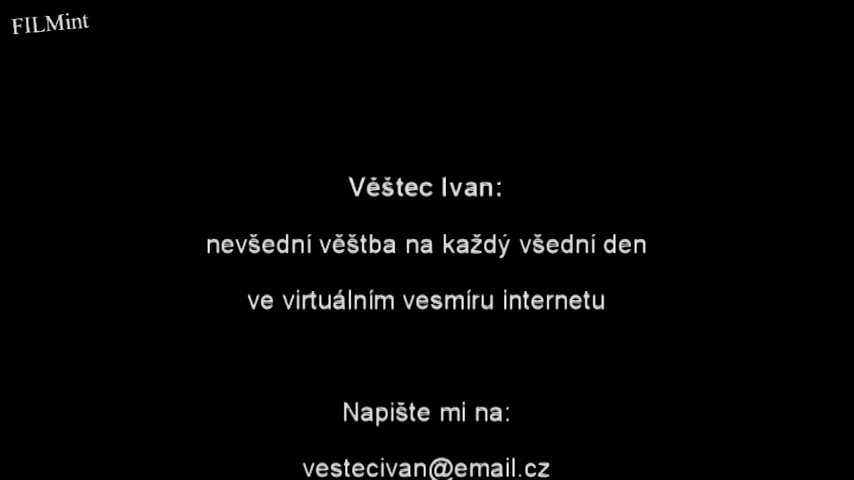 FILMint
Věštec Ivan:
nevšední věštba na každý všední den
ve virtuálním vesmíru internetu
Napište mi na:
vestecivan@email.cz